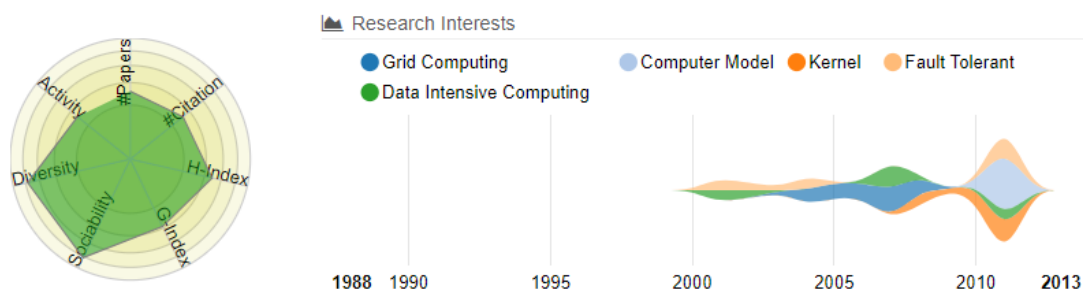 #Papers
#Citation
H-Index
G-Index
Sociability
Diversity
Activity
Research Interests
Grid Computing
Computer Model
Kernel
Fault Tolerant
Data Intensive Computing
1988 1990 1995 2000 2005 2010 2013